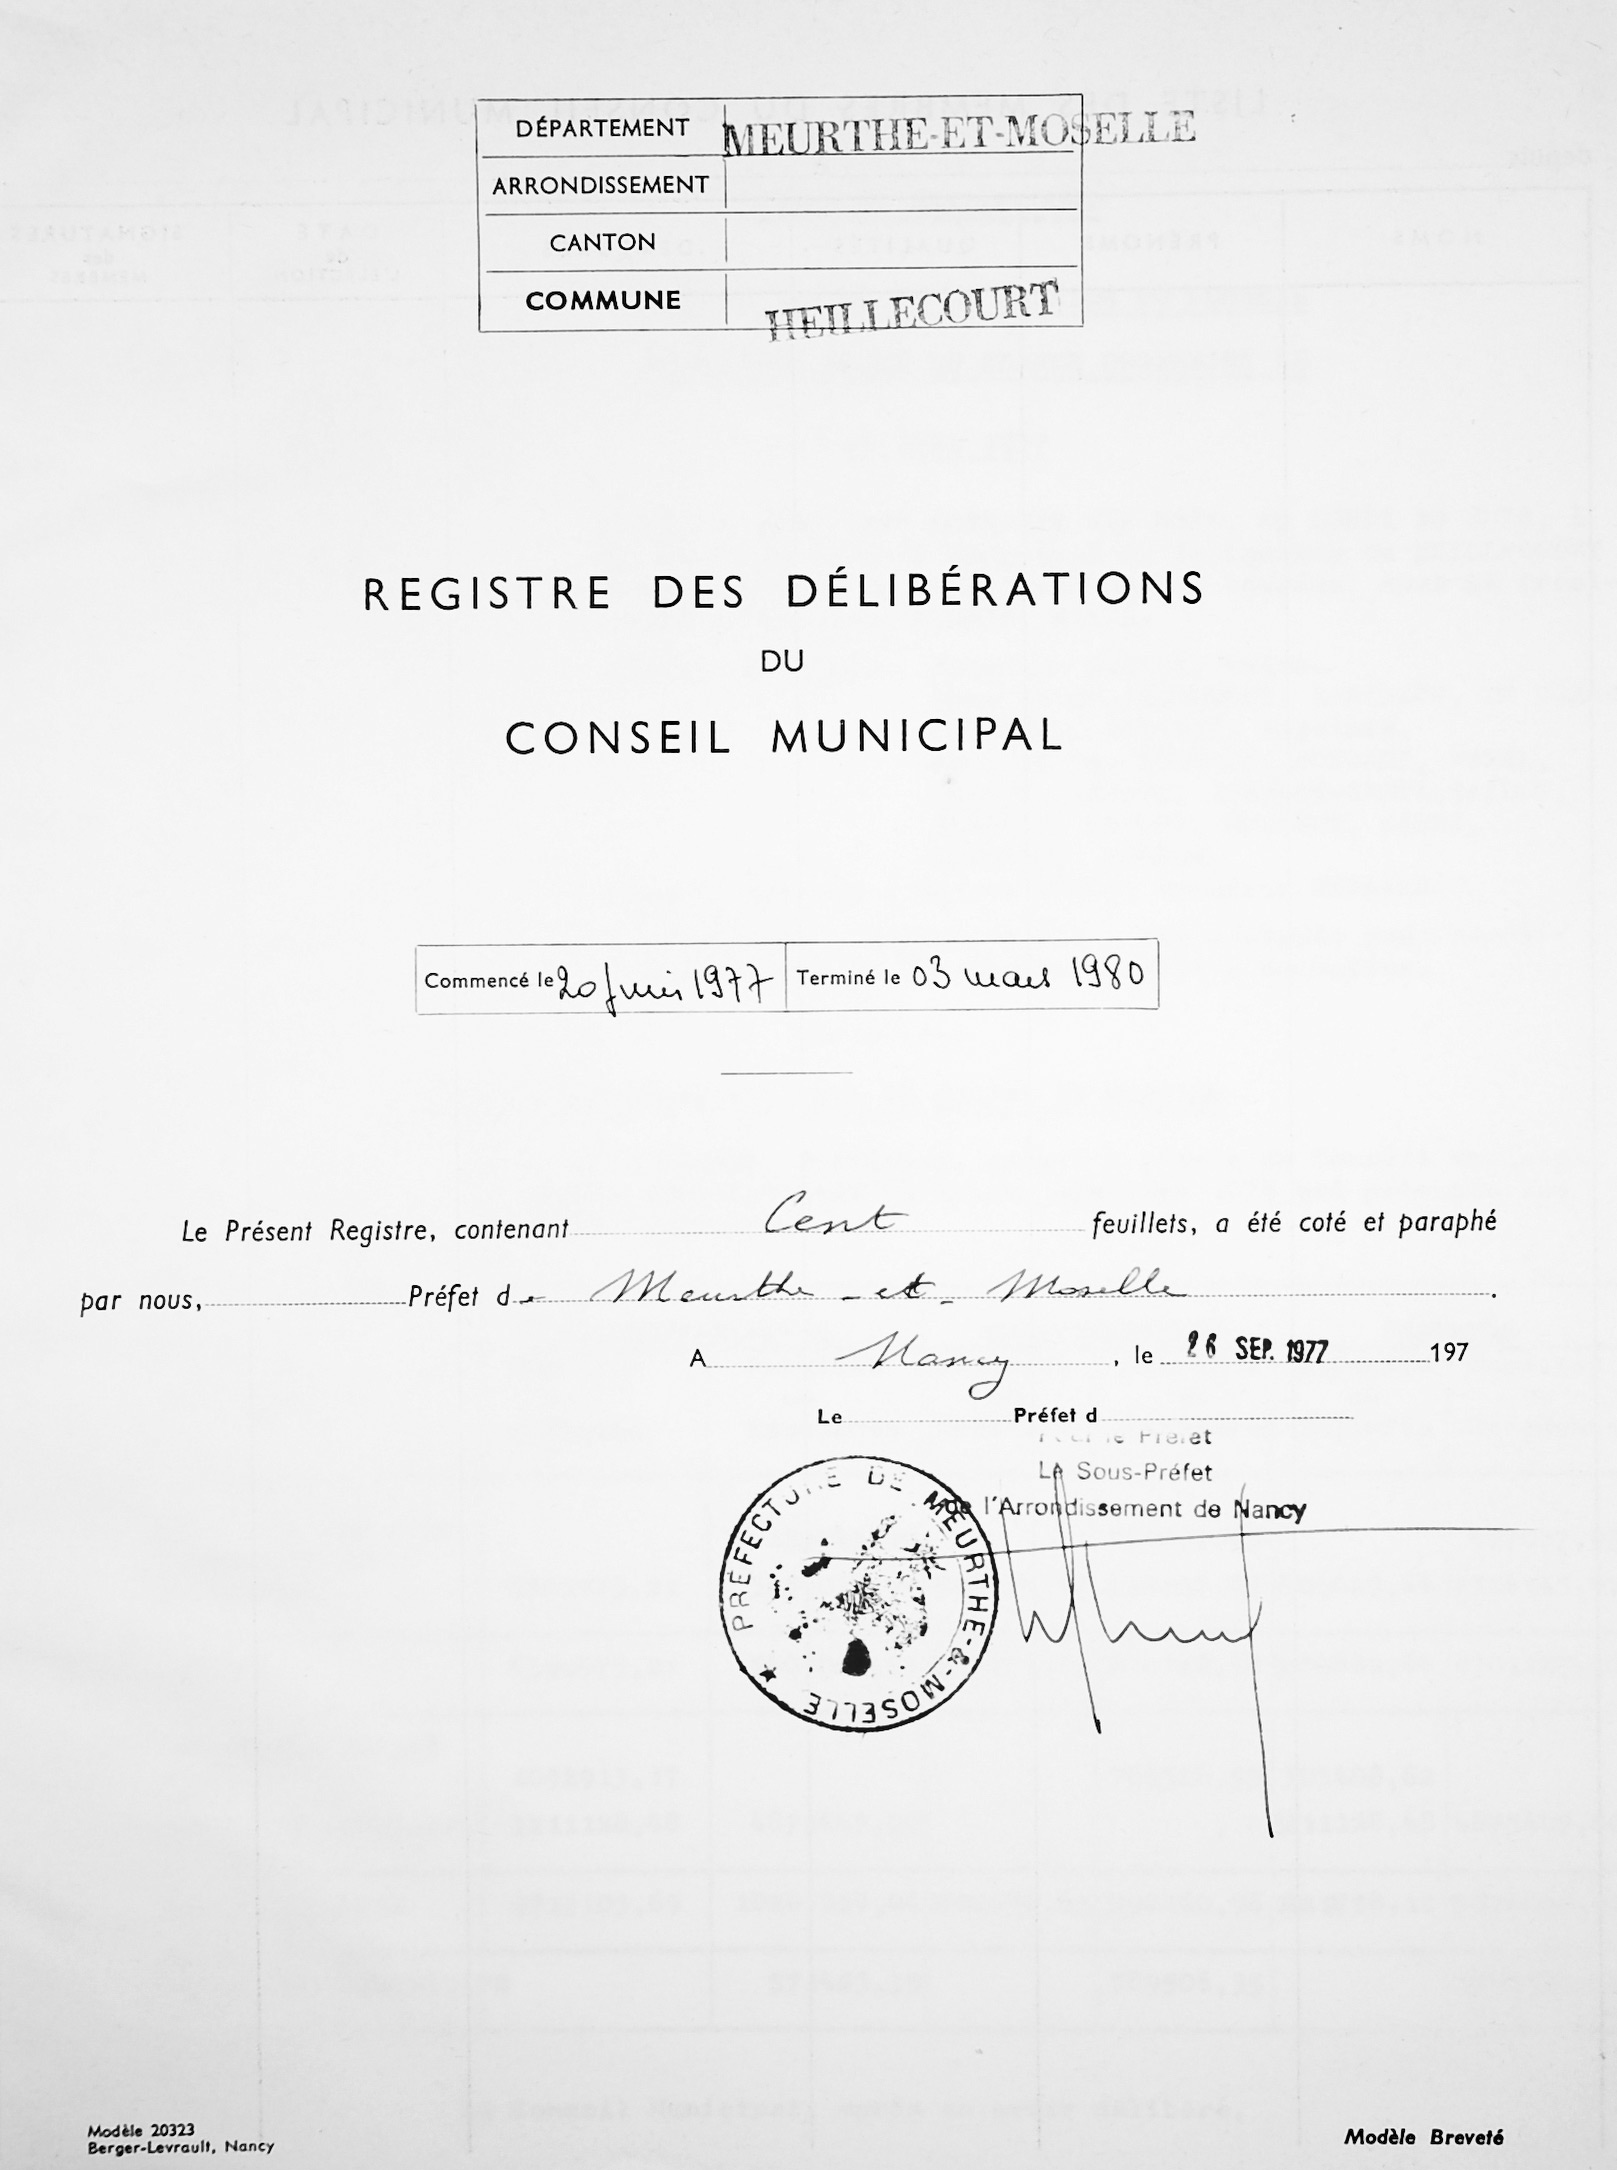 DÉPARTEMENT MEURTHE-ET-MOSELLE
ARRONDISSEMENT
CANTON
COMMUNE HEILLECOURT
REGISTRE DES DÉLIBÉRATIONS
DU
CONSEIL MUNICIPAL
Commencé le 20 juin 1977 Terminé le 03 mars 1980
Le Présent Registre, contenant Cent feuillets, a été coté et paraphé
par nous, Préfet de Meurthe-et-Moselle.
A Nancy, le 26 SEP. 1977 197
Le Préfet d
Pour le Préfet
Le Sous-Préfet
de l'Arrondissement de Nancy
PREFECTURE DE MEURTHE-&-MOSELLE
Modèle 20323
Berger-Levrault, Nancy
Modèle Breveté